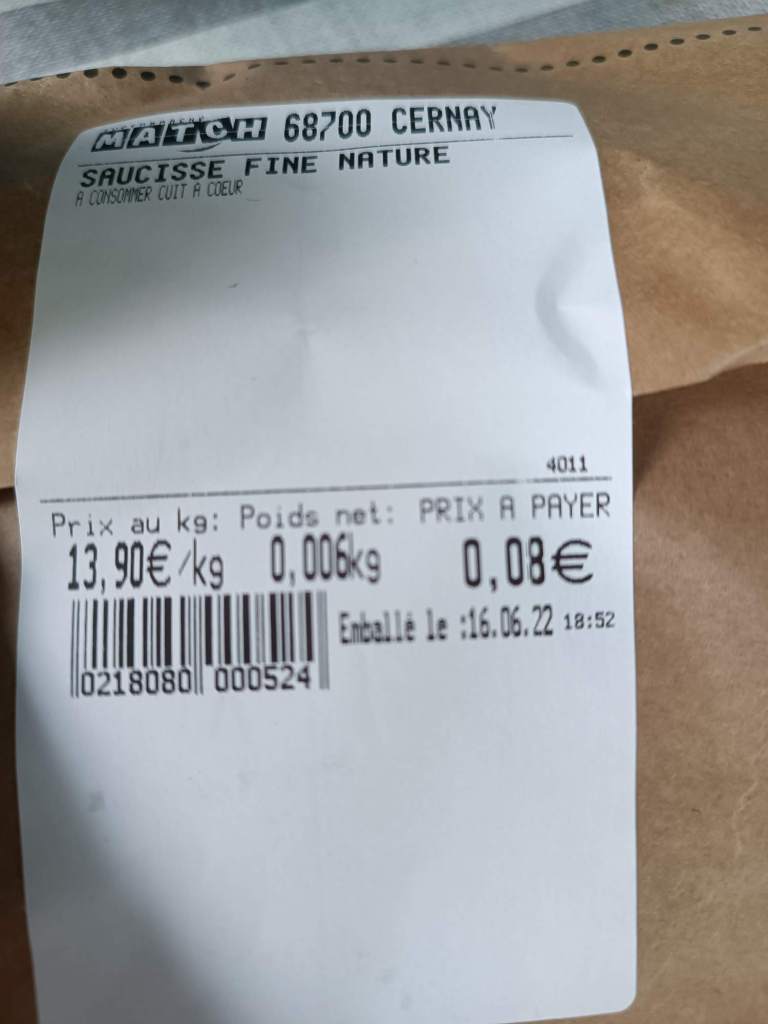 MATCH 68700 CERNAY
SAUCISSE FINE NATURE
A CONSOMMER CUIT A COEUR
4011
Prix au kg: Poids net: PRIX A PAYER
13,90€/kg 0,006kg 0,08€
Emballé le :16.06.22 18:52
0218080 000524